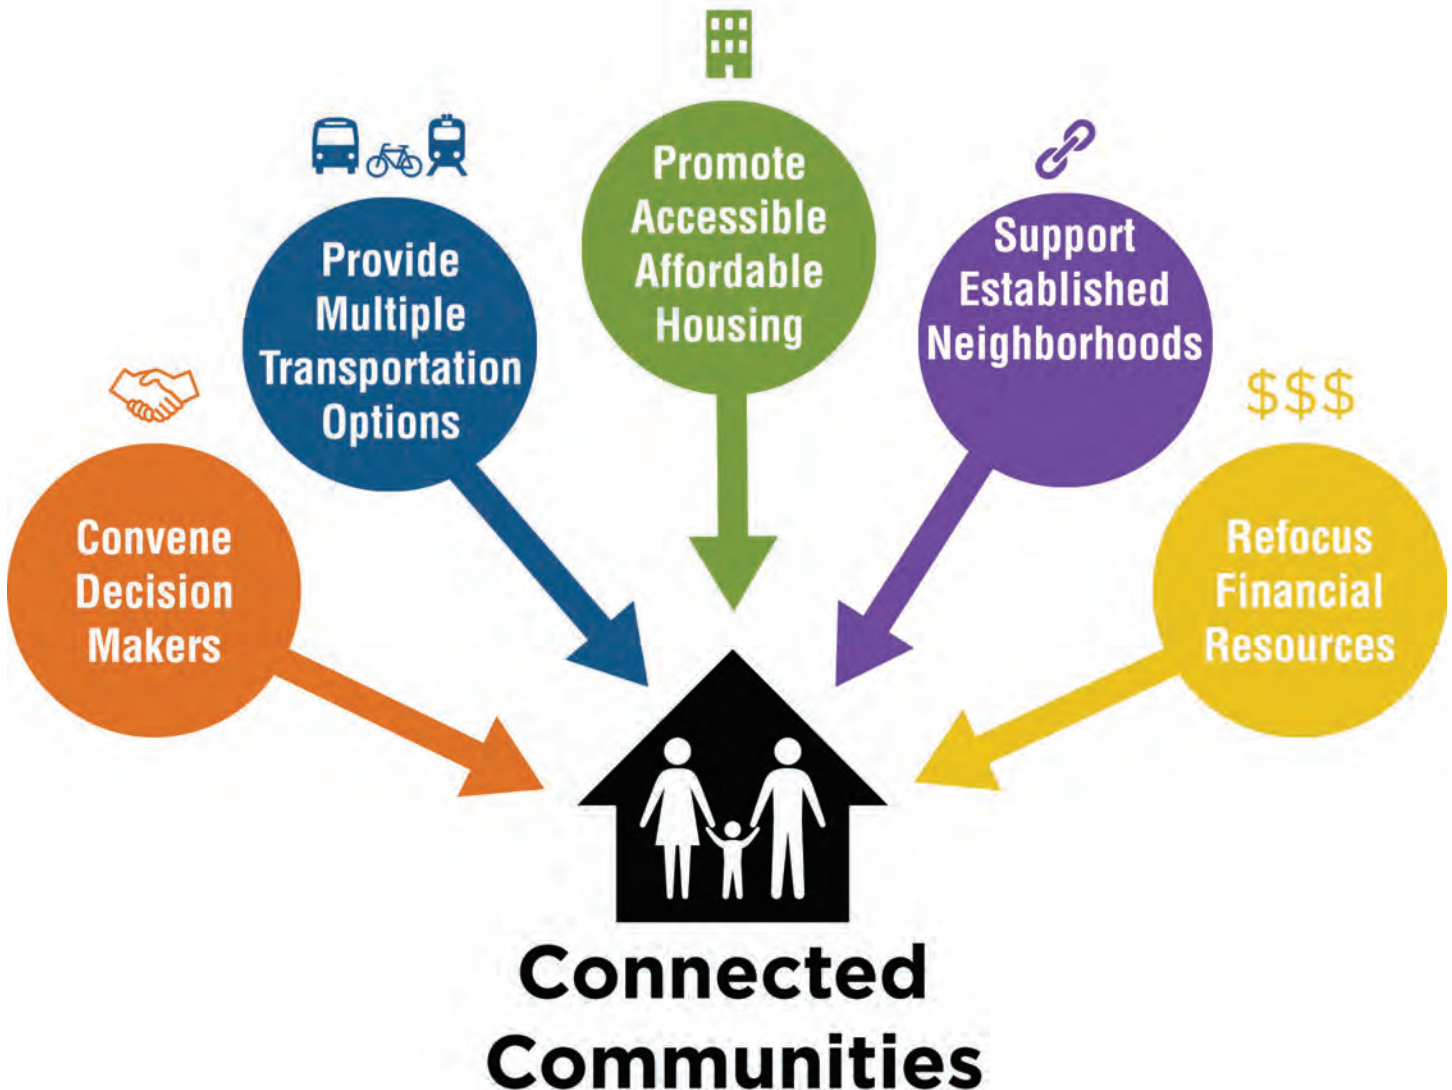 Convene
Decision
Makers
Provide
Multiple
Transportation
Options
Promote
Accessible
Affordable
Housing
Support
Established
Neighborhoods
$$$
Refocus
Financial
Resources
Connected
Communities